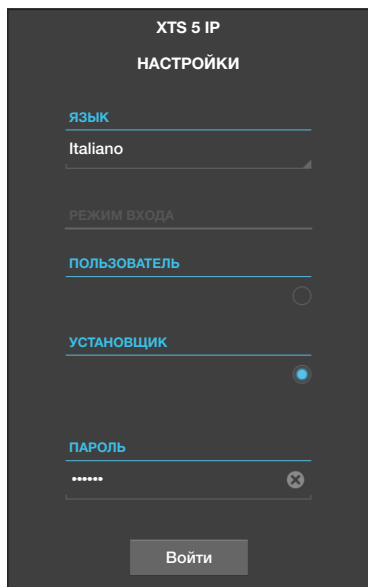 XTS 5 IP
НАСТРОЙКИ
ЯЗЫК
Italiano
РЕЖИМ ВХОДА
ПОЛЬЗОВАТЕЛЬ
УСТАНОВЩИК
ПАРОЛЬ
••••••
Войти